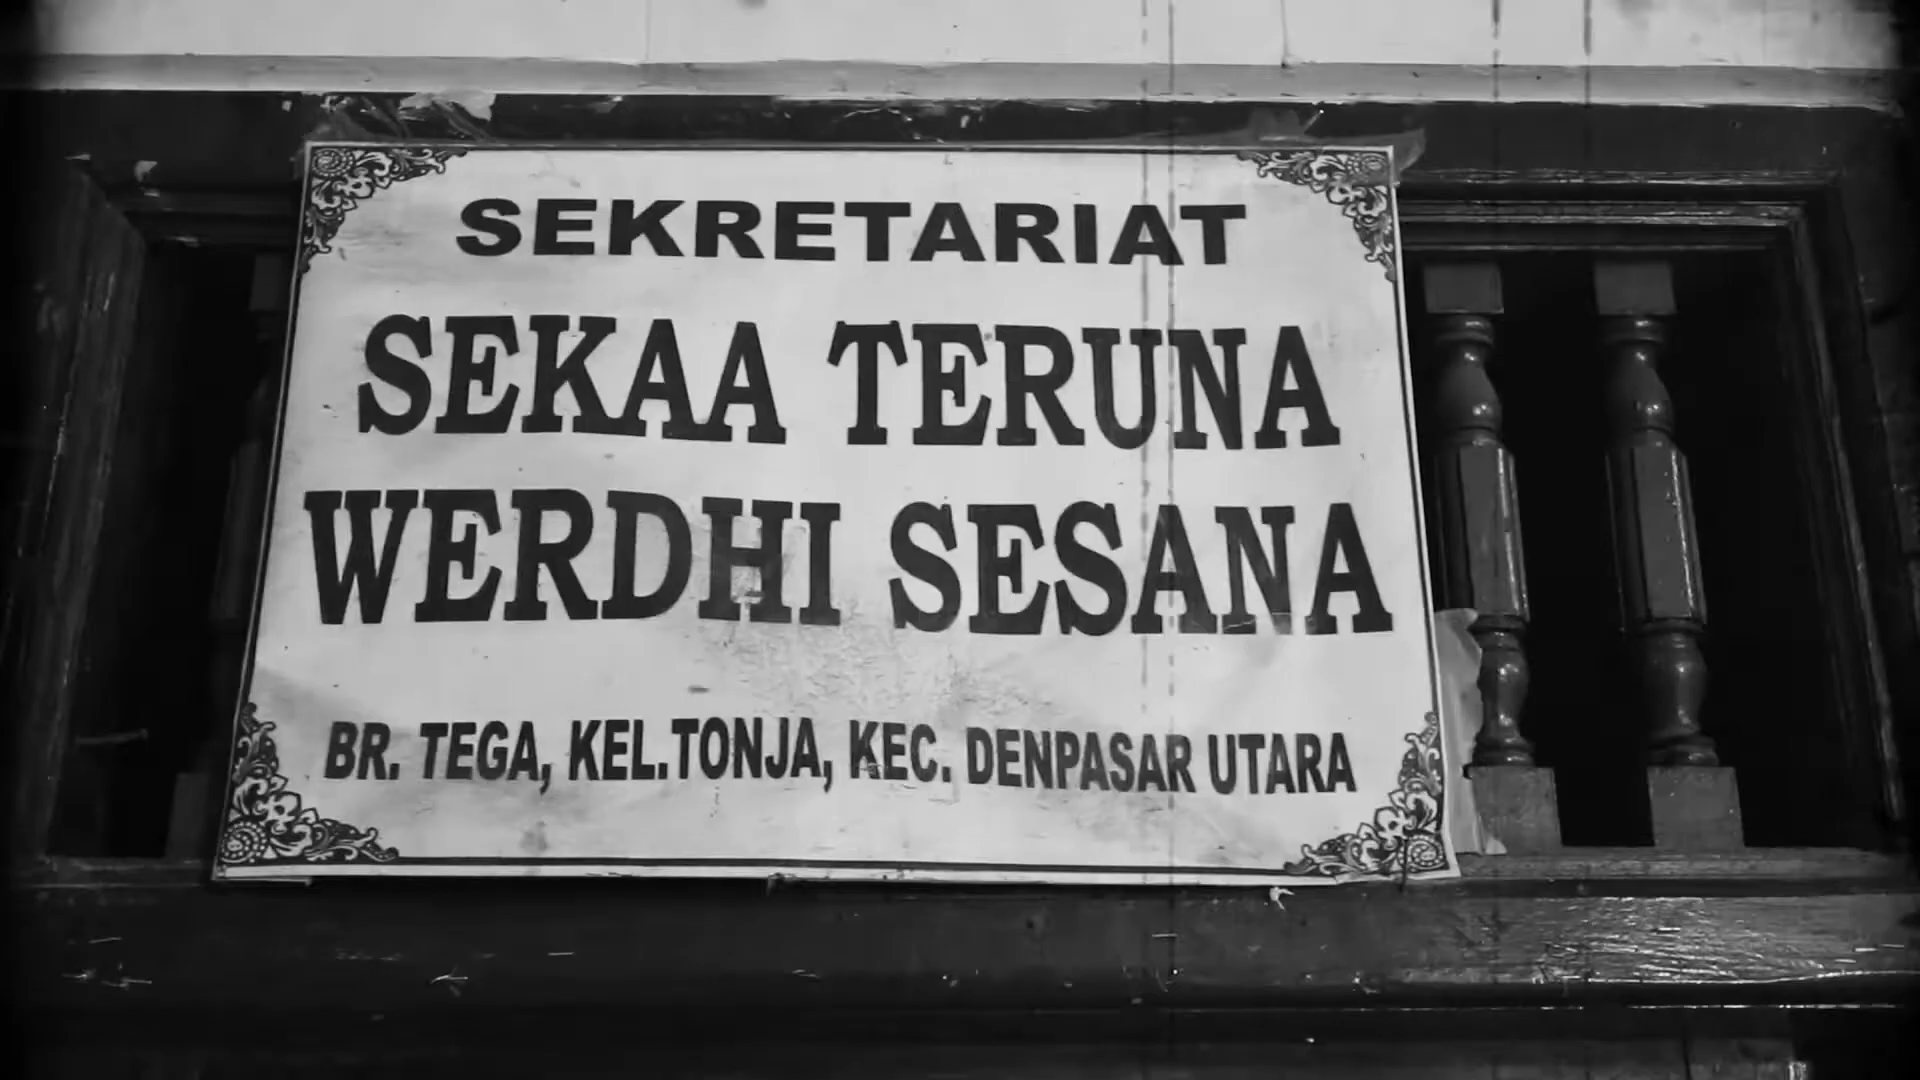 SEKRETARIAT
SEKAA TERUNA
WERDHI SESANA
BR. TEGA, KEL.TONJA, KEC. DENPASAR UTARA